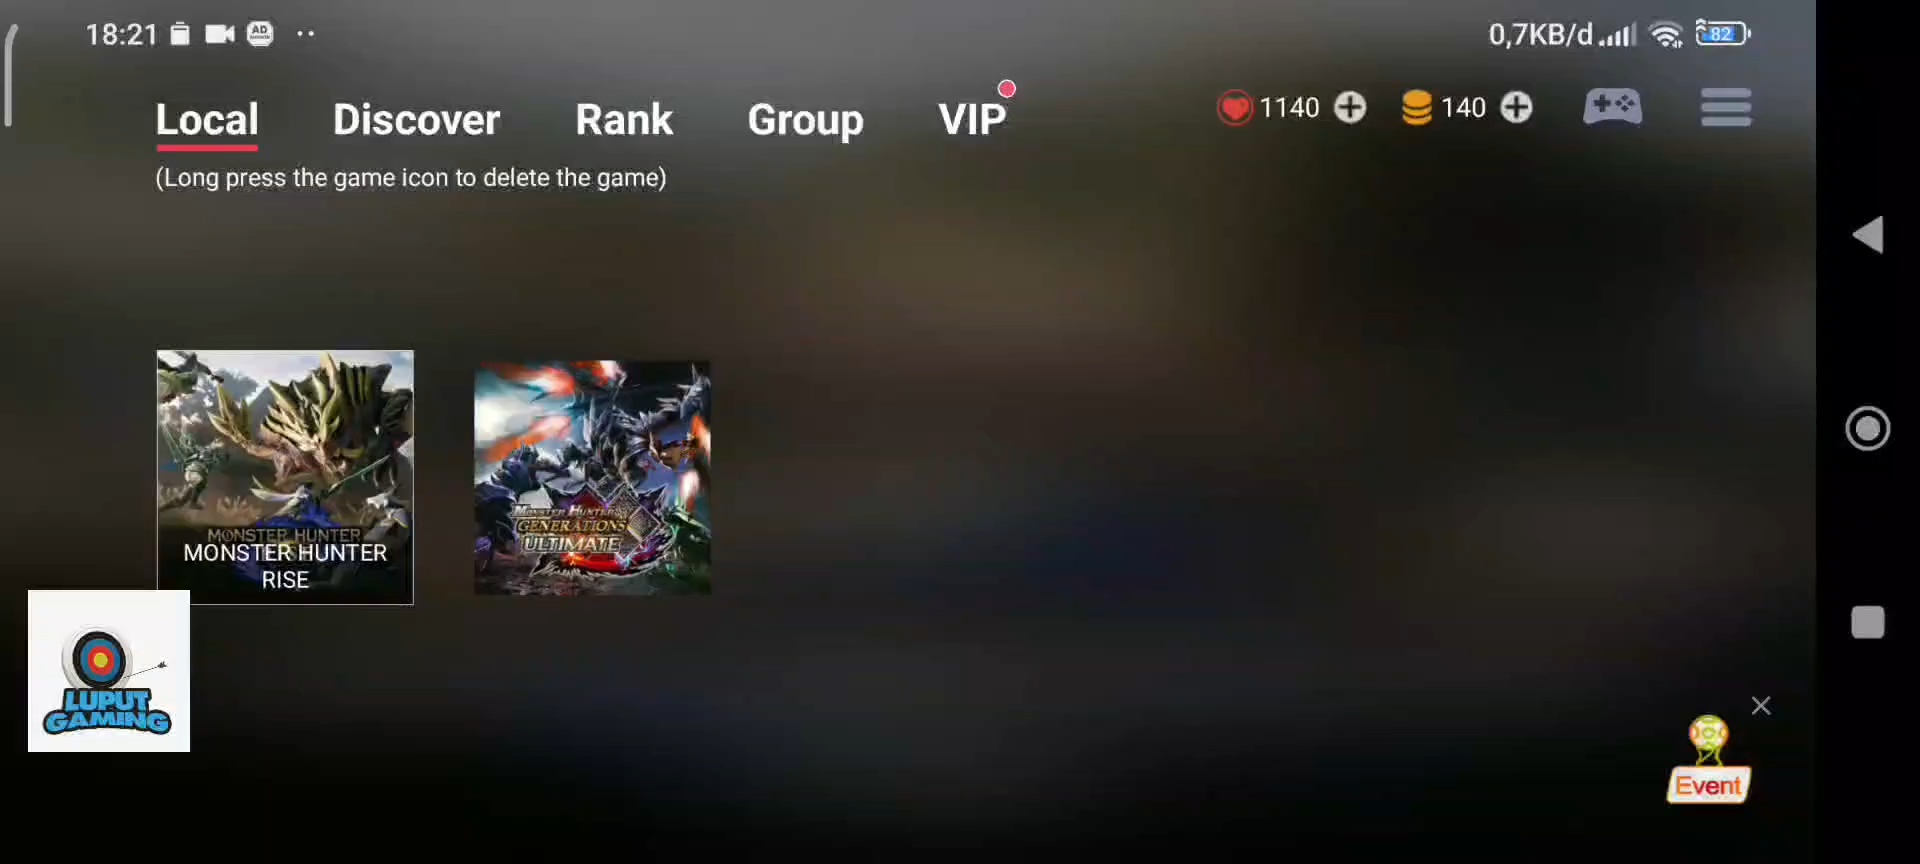 18:21
AD
0,7KB/d
82
Local
Discover
Rank
Group
VIP
1140
140
(Long press the game icon to delete the game)
MONSTER HUNTER
MONSTER HUNTER
RISE
MONSTER HUNTER
GENERATIONS
ULTIMATE
LUPUT
GAMING
Event